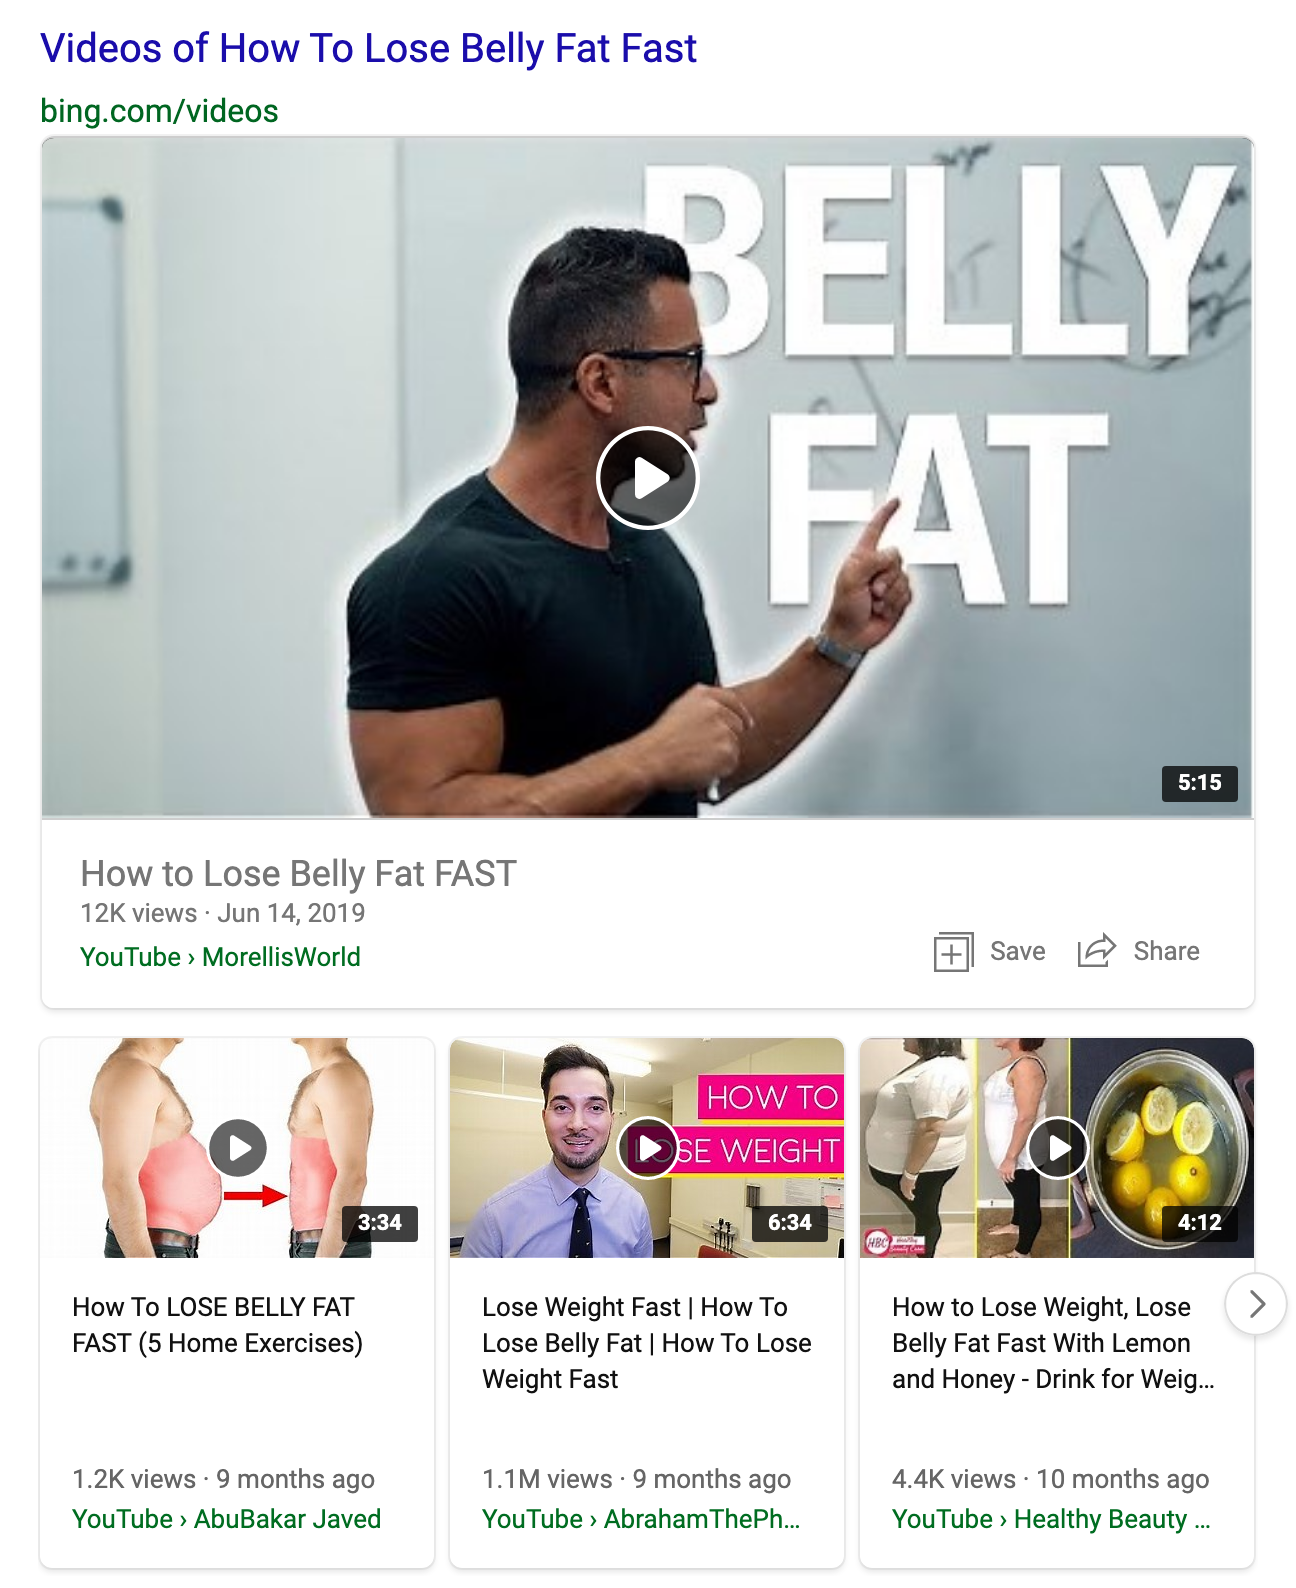 Videos of How To Lose Belly Fat Fast
bing.com/videos
BELLY
FAT
5:15
How to Lose Belly Fat FAST
12K views · Jun 14, 2019
YouTube › MorellisWorld
Save
Share
3:34
How To LOSE BELLY FAT
FAST (5 Home Exercises)
1.2K views · 9 months ago
YouTube › AbuBakar Javed
HOW TO
LOSE WEIGHT
6:34
Lose Weight Fast | How To
Lose Belly Fat | How To Lose
Weight Fast
1.1M views · 9 months ago
YouTube › AbrahamThePh...
HBC
Healthy
Beauty Care
4:12
How to Lose Weight, Lose
Belly Fat Fast With Lemon
and Honey - Drink for Weig...
4.4K views · 10 months ago
YouTube › Healthy Beauty ...